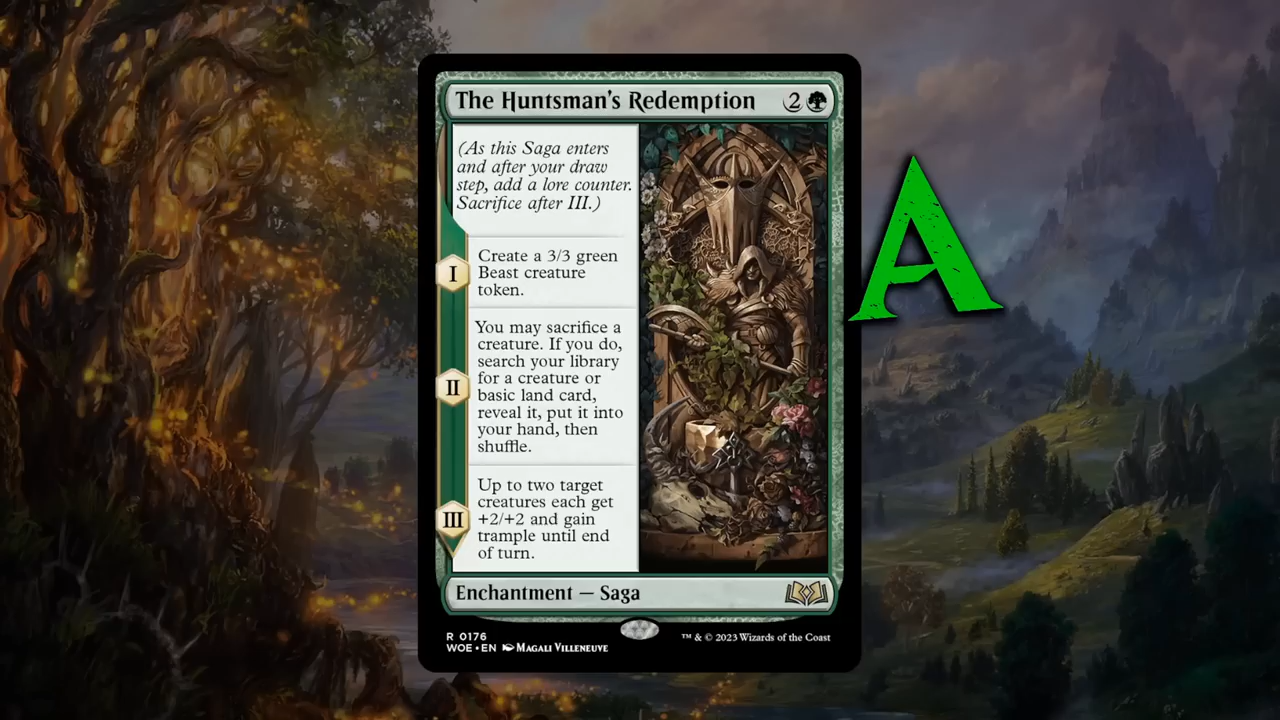 The Huntsman's Redemption 2
(As this Saga enters
and after your draw
step, add a lore counter.
Sacrifice after III.)
I
Create a 3/3 green
Beast creature
token.
II
You may sacrifice a
creature. If you do,
search your library
for a creature or
basic land card,
reveal it, put it into
your hand, then
shuffle.
III
Up to two target
creatures each get
+2/+2 and gain
trample until end
of turn.
Enchantment — Saga
R 0176
WOE • EN Magali Villeneuve
™ & © 2023 Wizards of the Coast
A